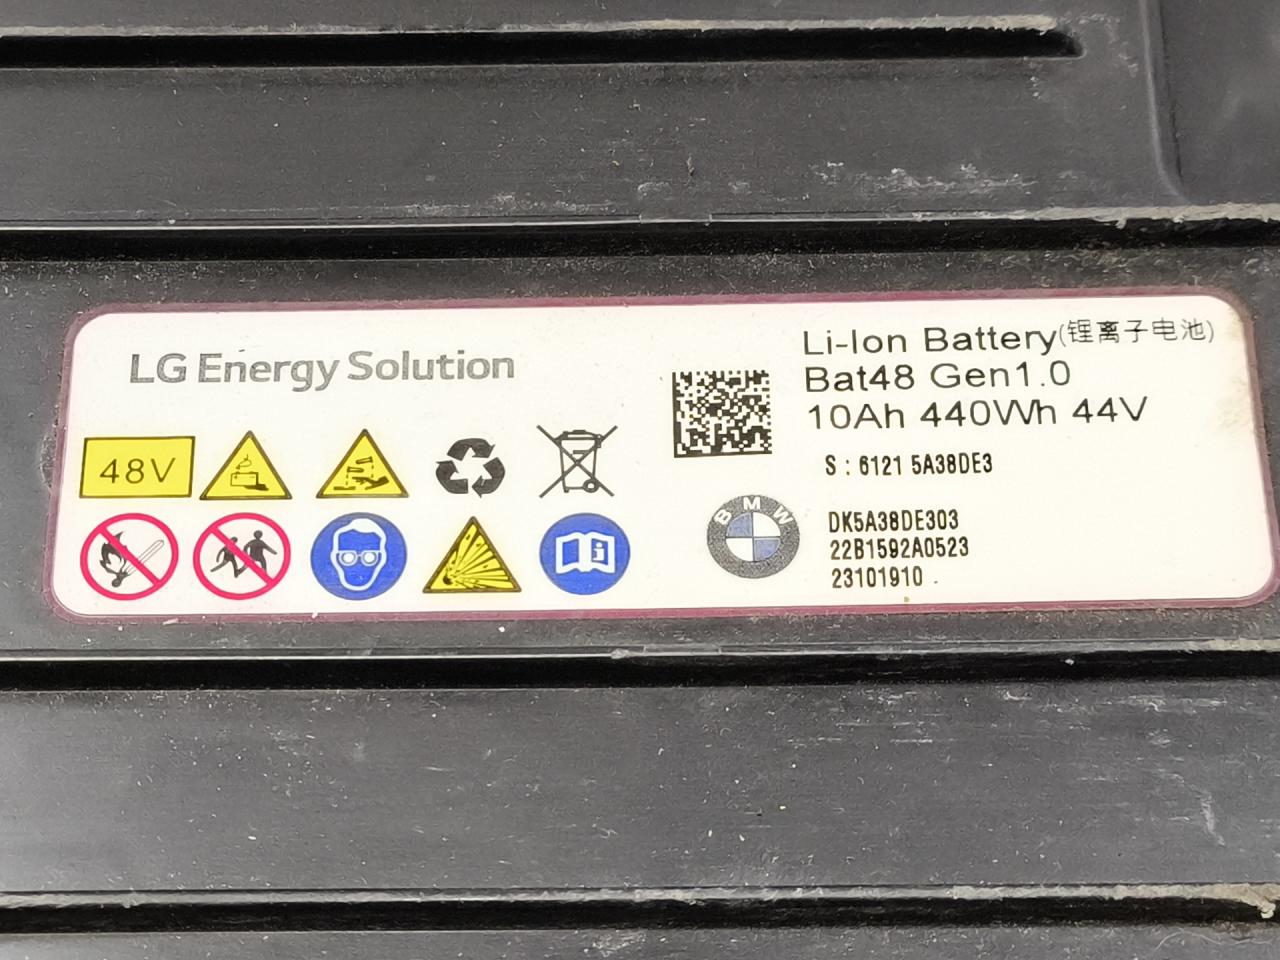 LG Energy Solution
Li-Ion Battery(锂离子电池)
Bat48 Gen1.0
10Ah 440Wh 44V
S : 6121 5A38DE3
48V
BMW
DK5A38DE303
22B1592A0523
23101910